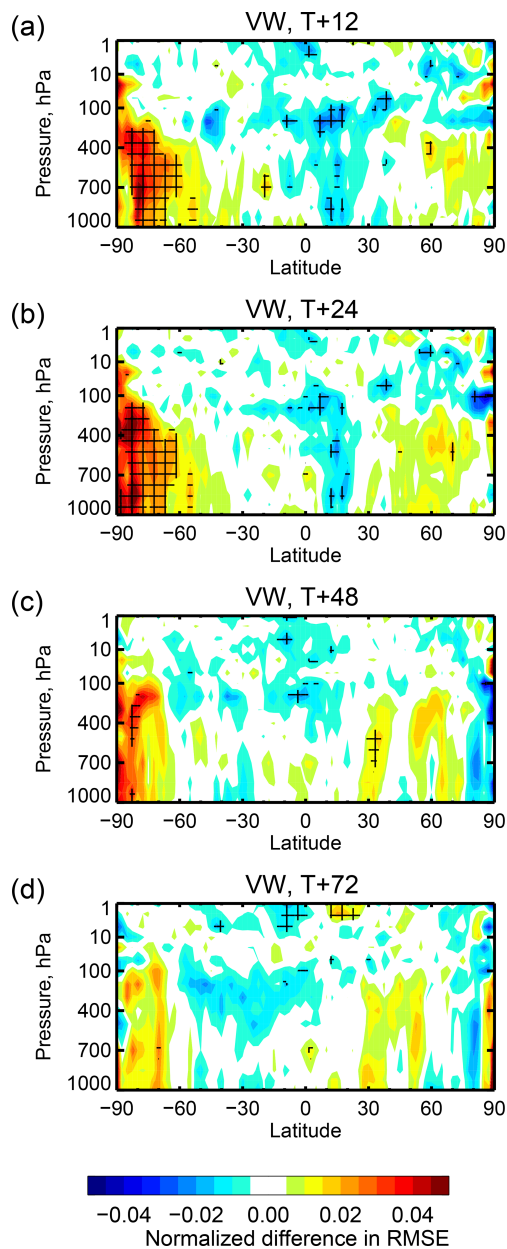 (a) VW, T+12
Pressure, hPa
1
10
100
400
700
1000
−90 −60 −30 0 30 60 90
Latitude
(b) VW, T+24
Pressure, hPa
1
10
100
400
700
1000
−90 −60 −30 0 30 60 90
Latitude
(c) VW, T+48
Pressure, hPa
1
10
100
400
700
1000
−90 −60 −30 0 30 60 90
Latitude
(d) VW, T+72
Pressure, hPa
1
10
100
400
700
1000
−90 −60 −30 0 30 60 90
Latitude
−0.04 −0.02 0.00 0.02 0.04
Normalized difference in RMSE